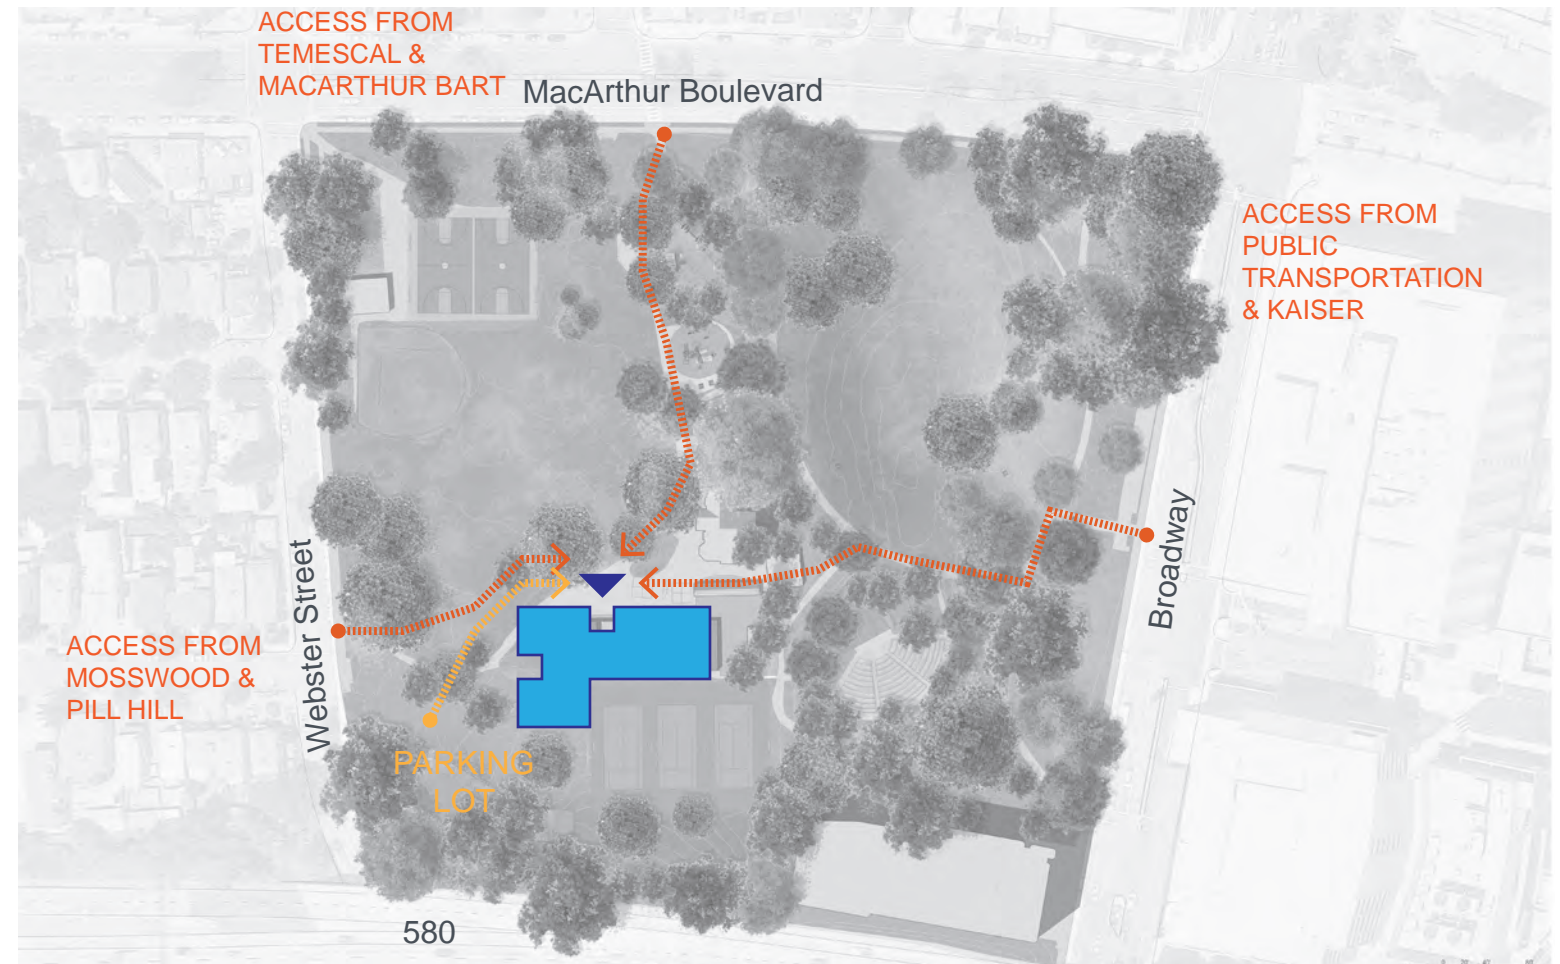 ACCESS FROM
TEMESCAL &
MACARTHUR BART
MacArthur Boulevard
ACCESS FROM
PUBLIC
TRANSPORTATION
& KAISER
Broadway
Webster Street
ACCESS FROM
MOSSWOOD &
PILL HILL
PARKING
LOT
580